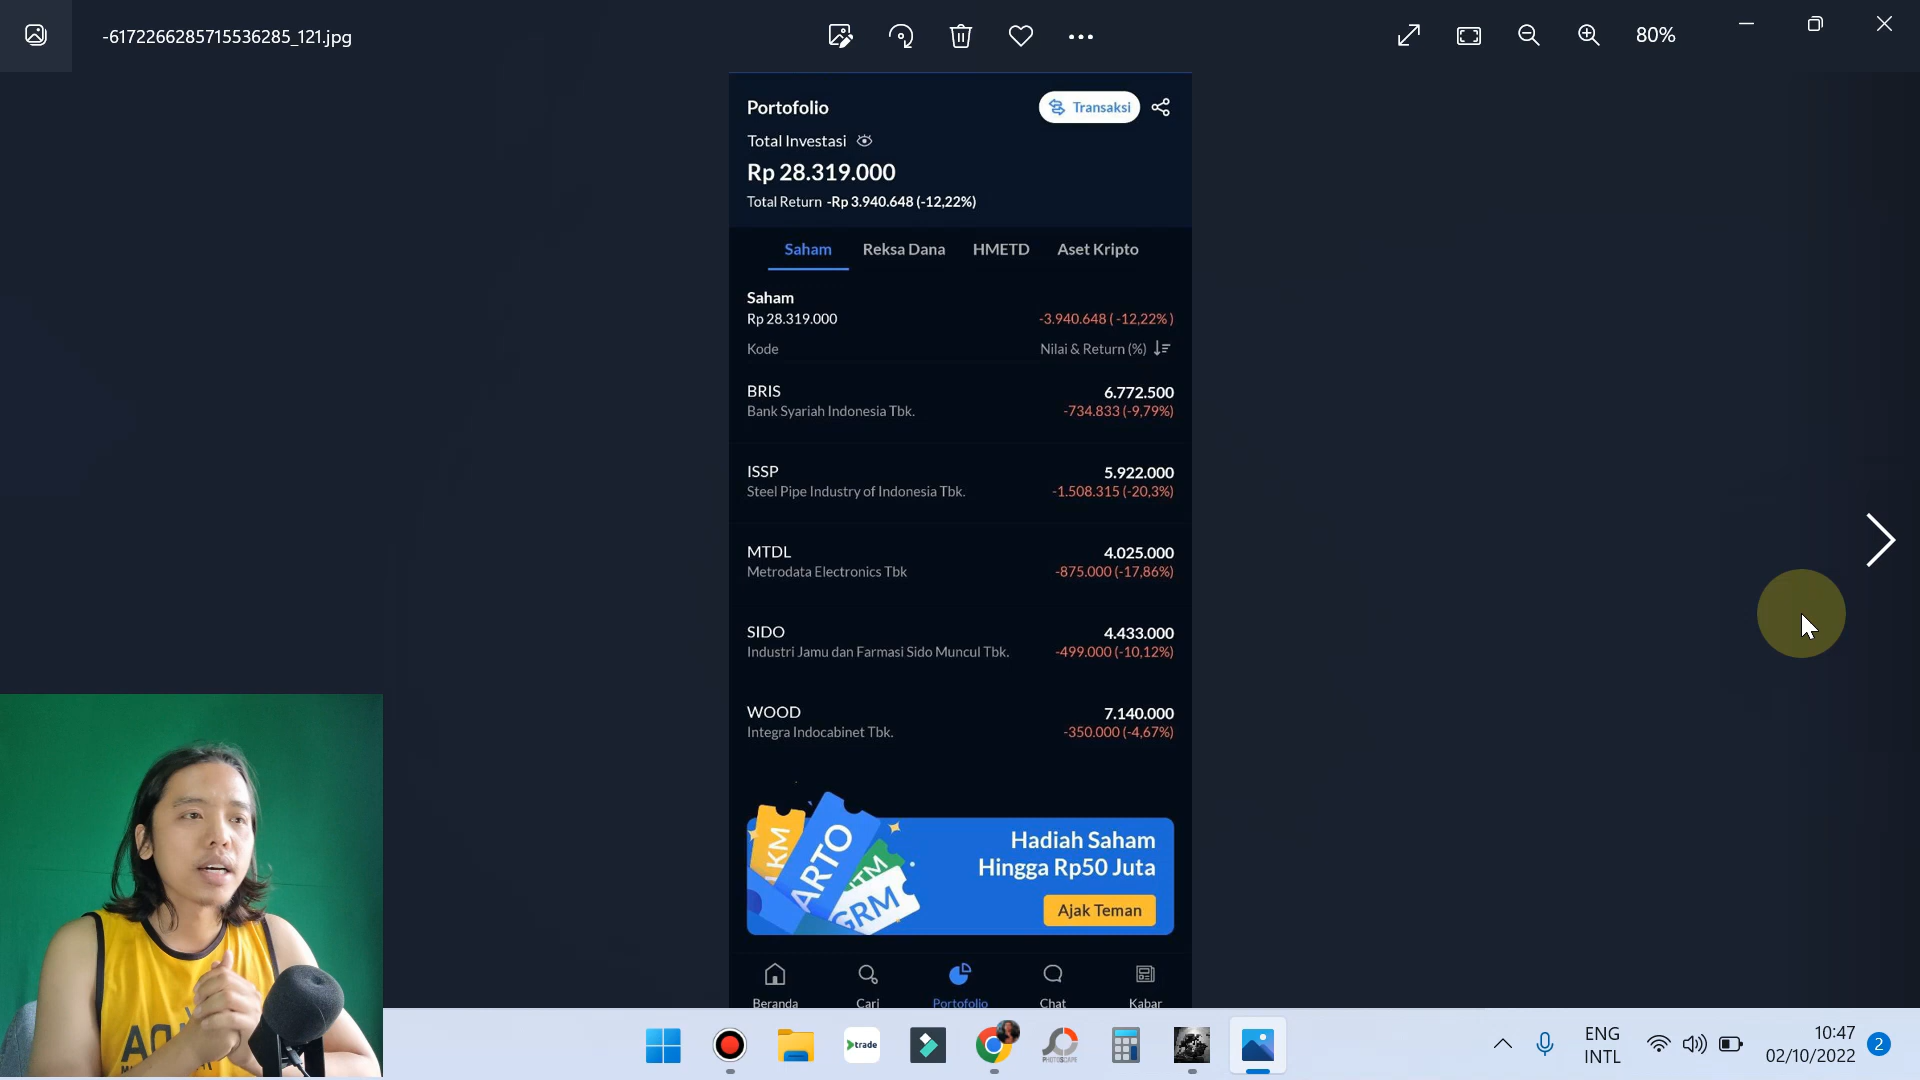 -6172266285715536285_121.jpg
80%
Portofolio
Transaksi
Total Investasi
Rp 28.319.000
Total Return -Rp 3.940.648 (-12,22%)
Saham Reksa Dana HMETD Aset Kripto
Saham
Rp 28.319.000 -3.940.648 ( -12,22% )
Kode Nilai & Return (%)
BRIS 6.772.500
Bank Syariah Indonesia Tbk. -734.833 (-9,79%)
ISSP 5.922.000
Steel Pipe Industry of Indonesia Tbk. -1.508.315 (-20,3%)
MTDL 4.025.000
Metrodata Electronics Tbk -875.000 (-17,86%)
SIDO 4.433.000
Industri Jamu dan Farmasi Sido Muncul Tbk. -499.000 (-10,12%)
WOOD 7.140.000
Integra Indocabinet Tbk. -350.000 (-4,67%)
ARTO
GRM
Hadiah Saham
Hingga Rp50 Juta
Ajak Teman
Beranda Cari Portofolio Chat Kabar
trade
PHOTOSCAPE
ENG
INTL
10:47
02/10/2022
2